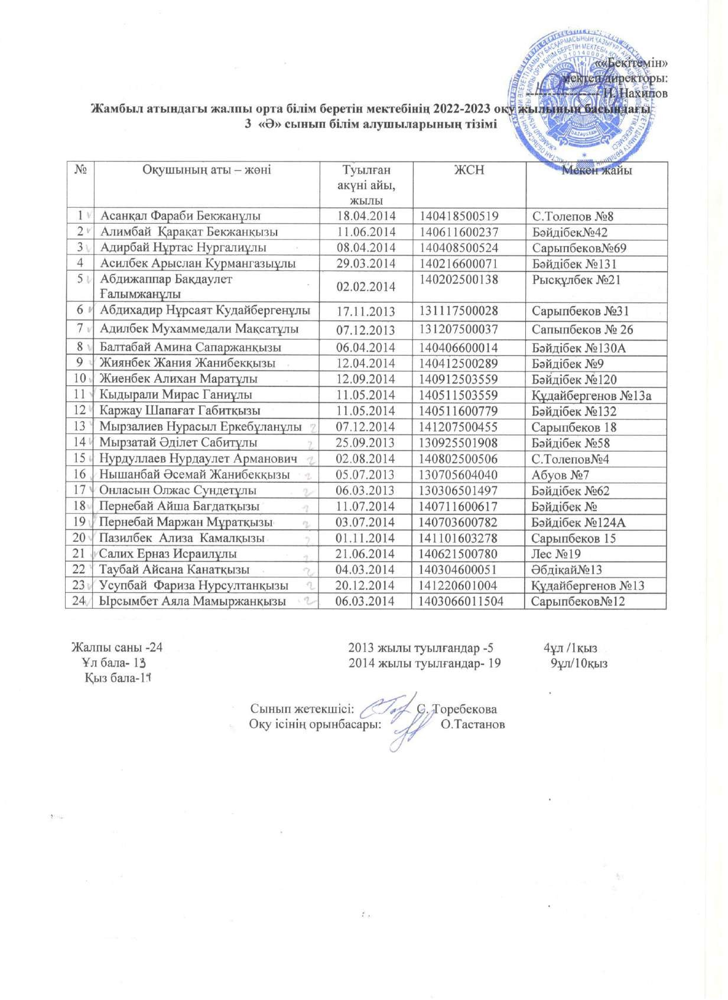 ««Бекітемін»
мектеп директоры:
------------------ И. Нахипов
Жамбыл атындағы жалпы орта білім беретін мектебінің 2022-2023 оқу жылының басындағы
3 «Ә» сынып білім алушыларының тізімі
№ Оқушының аты – жөні Туылған акүні айы, жылы ЖСН Мекен жайы
1 Асанқал Фараби Бекжанұлы 18.04.2014 140418500519 С.Толепов №8
2 Алимбай Қарақат Бекжанқызы 11.06.2014 140611600237 Бәйдібек№42
3 Адирбай Нұртас Нургалиұлы 08.04.2014 140408500524 Сарыпбеков№69
4 Асилбек Арыслан Курмангазыұлы 29.03.2014 140216600071 Бәйдібек №131
5 Абдижаппар Бақдаулет Ғалымжанұлы 02.02.2014 140202500138 Рысқұлбек №21
6 Абдихадир Нұрсаят Кудайбергенұлы 17.11.2013 131117500028 Сарыпбеков №31
7 Адилбек Мухаммедали Мақсатұлы 07.12.2013 131207500037 Сапыпбеков № 26
8 Балтабай Амина Сапаржанқызы 06.04.2014 140406600014 Бәйдібек №130А
9 Жиянбек Жания Жанибекқызы 12.04.2014 140412500289 Бәйдібек №9
10 Жиенбек Алихан Маратұлы 12.09.2014 140912503559 Бәйдібек №120
11 Кыдырали Мирас Ганиұлы 11.05.2014 140511503559 Құдайбергенов №13а
12 Каржау Шапағат Габитқызы 11.05.2014 140511600779 Бәйдібек №132
13 Мырзалиев Нурасыл Еркебұланұлы 07.12.2014 141207500455 Сарыпбеков 18
14 Мырзатай Әділет Сабитұлы 25.09.2013 130925501908 Бәйдібек №58
15 Нурдуллаев Нурдаулет Арманович 02.08.2014 140802500506 С.Толепов№4
16 Нышанбай Әсемай Жанибекқызы 05.07.2013 130705604040 Абуов №7
17 Онласын Олжас Сундетұлы 06.03.2013 130306501497 Бәйдібек №62
18 Пернебай Айша Багдатқызы 11.07.2014 140711600617 Бәйдібек №
19 Пернебай Маржан Мұратқызы 03.07.2014 140703600782 Бәйдібек №124А
20 Пазилбек Ализа Камалқызы 01.11.2014 141101603278 Сарыпбеков 15
21 Салих Ерназ Исраилұлы 21.06.2014 140621500780 Лес №19
22 Таубай Айсана Канатқызы 04.03.2014 140304600051 Әбдіқай№13
23 Усупбай Фариза Нурсултанқызы 20.12.2014 141220601004 Құдайбергенов №13
24 Ырсымбет Аяла Мамыржанқызы 06.03.2014 1403066011504 Сарыпбеков№12
Жалпы саны -24 2013 жылы туылғандар -5 4ұл /1қыз
Ұл бала- 13 2014 жылы туылғандар- 19 9ұл/10қыз
Қыз бала-11
Сынып жетекшісі: С. Торебекова
Оқу ісінің орынбасары: О.Тастанов